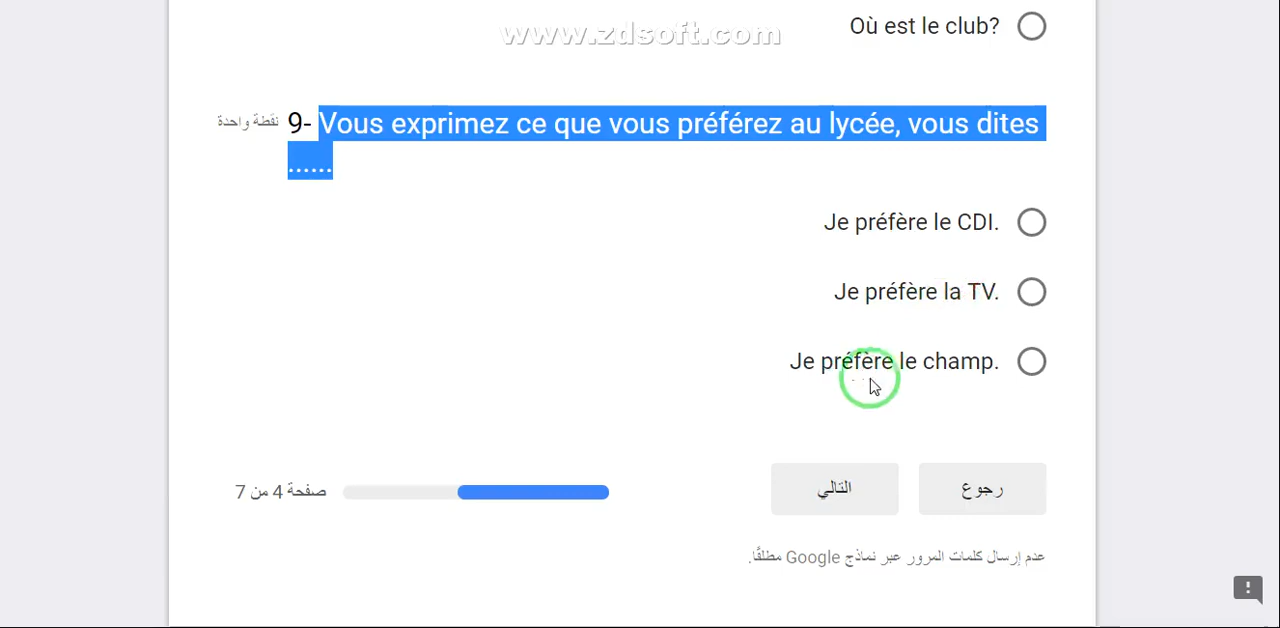 www.zdsoft.com
Où est le club?
9- Vous exprimez ce que vous préférez au lycée, vous dites
......
نقطة واحدة
Je préfère le CDI.
Je préfère la TV.
Je préfère le champ.
رجوع
التالي
صفحة 4 من 7
عدم إرسال كلمات المرور عبر نماذج Google مطلقًا.